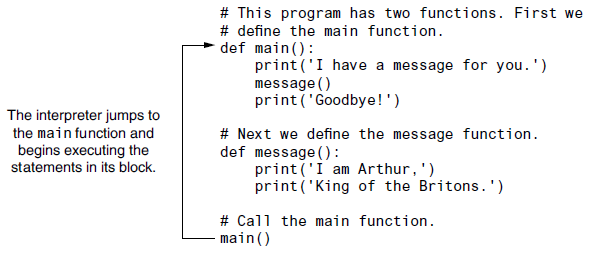 # This program has two functions. First we
# define the main function.
def main():
    print('I have a message for you.')
    message()
    print('Goodbye!')
The interpreter jumps to
the main function and
begins executing the
statements in its block.
# Next we define the message function.
def message():
    print('I am Arthur,')
    print('King of the Britons.')
# Call the main function.
main()